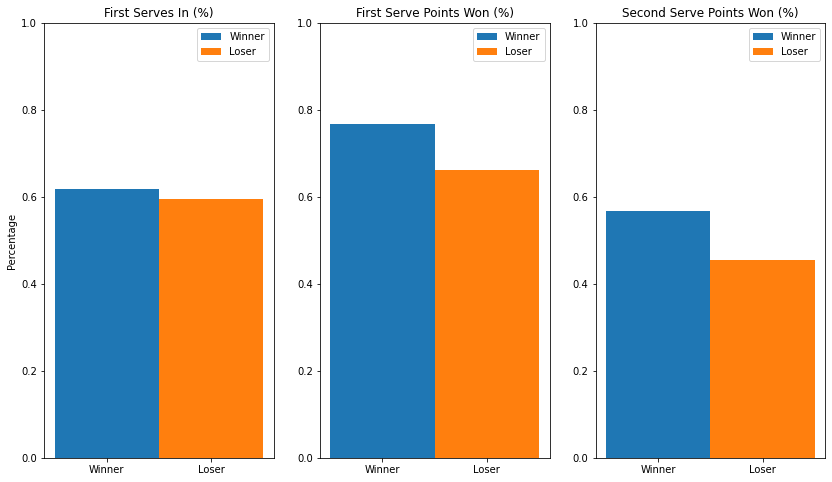 First Serves In (%)
Percentage
1.0
0.8
0.6
0.4
0.2
0.0
Winner
Loser
Winner
Loser
First Serve Points Won (%)
1.0
0.8
0.6
0.4
0.2
0.0
Winner
Loser
Winner
Loser
Second Serve Points Won (%)
1.0
0.8
0.6
0.4
0.2
0.0
Winner
Loser
Winner
Loser